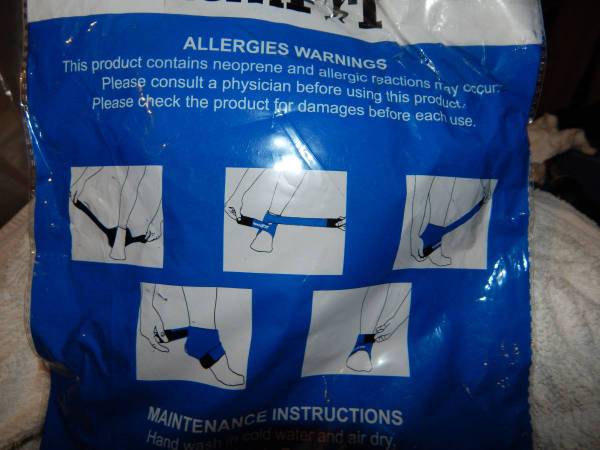 ALLERGIES WARNINGS
This product contains neoprene and allergic reactions may occur.
Please consult a physician before using this product.
Please check the product for damages before each use.
MAINTENANCE INSTRUCTIONS
Hand wash in cold water and air dry.